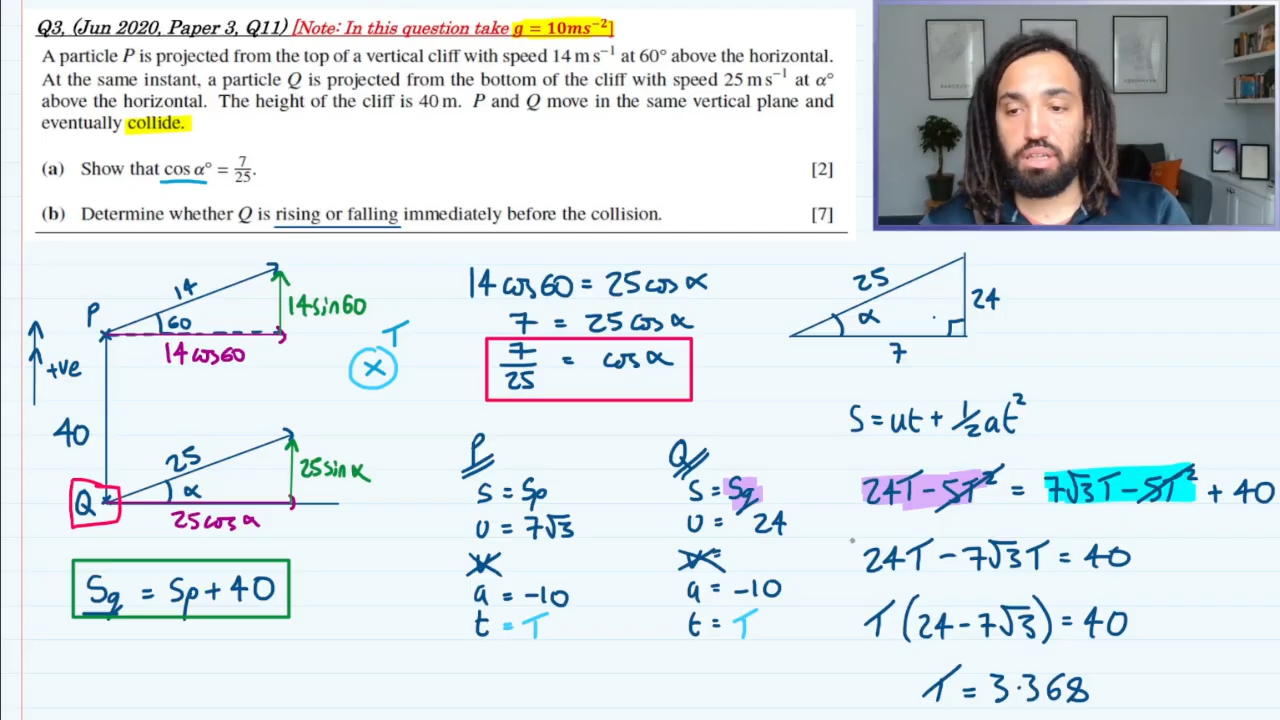 Q3, (Jun 2020, Paper 3, Q11) [Note: In this question take g = 10ms⁻²]
A particle P is projected from the top of a vertical cliff with speed 14 m s⁻¹ at 60° above the horizontal.
At the same instant, a particle Q is projected from the bottom of the cliff with speed 25 m s⁻¹ at α°
above the horizontal. The height of the cliff is 40 m. P and Q move in the same vertical plane and
eventually collide.
(a) Show that cos α° = 7/25. [2]
(b) Determine whether Q is rising or falling immediately before the collision. [7]
P
14
60
14sin60
14cos60
+ve
T
40
Q
25
α
25sinα
25cosα
Sq = Sp + 40
14cos60 = 25cosα
7 = 25cosα
7/25 = cosα
P
s = Sp
u = 7√3
v
a = -10
t = T
Q
s = Sq
u = 24
v =
a = -10
t = T
25
α
24
7
S = ut + ½at²
24T - 5T² = 7√3T - 5T² + 40
24T - 7√3T = 40
T(24 - 7√3) = 40
T = 3.368